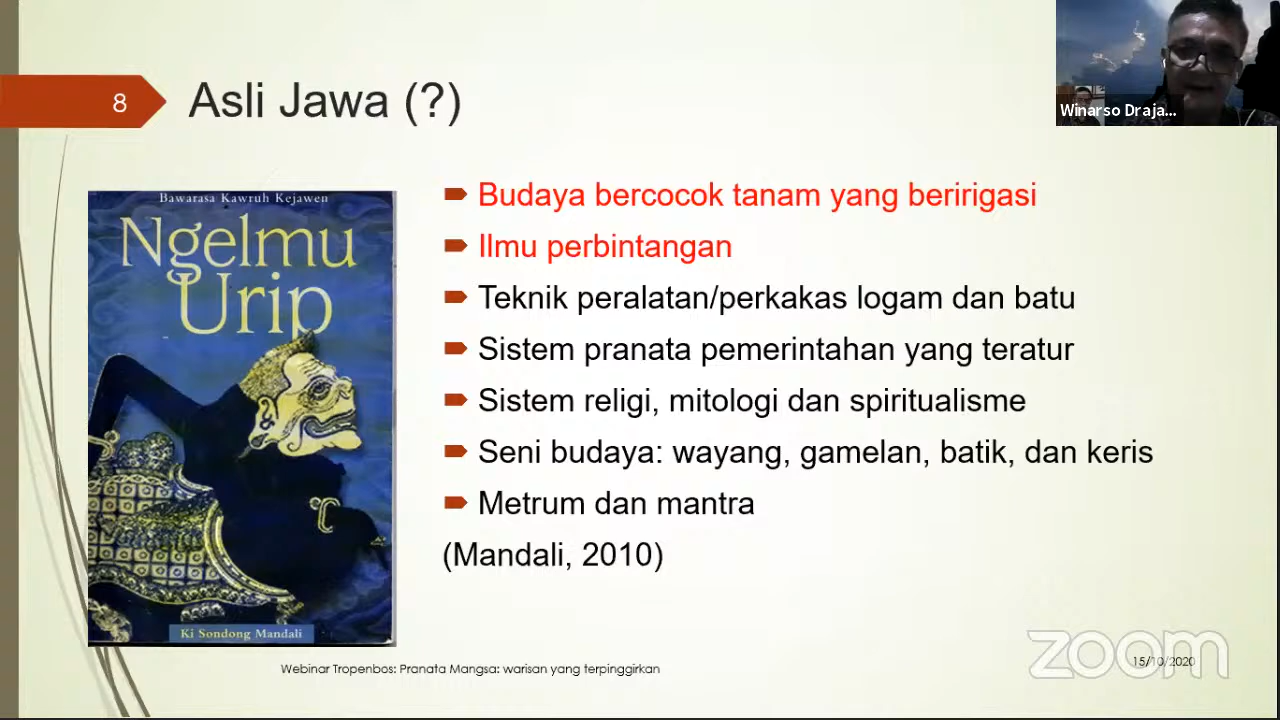 8
Asli Jawa (?)
Winarso Draja...
Bawarasa Kawruh Kejawen
Ngelmu
Urip
Ki Sondong Mandali
Budaya bercocok tanam yang beririgasi
Ilmu perbintangan
Teknik peralatan/perkakas logam dan batu
Sistem pranata pemerintahan yang teratur
Sistem religi, mitologi dan spiritualisme
Seni budaya: wayang, gamelan, batik, dan keris
Metrum dan mantra
(Mandali, 2010)
Webinar Tropenbos: Pranata Mangsa: warisan yang terpinggirkan
15/10/2020
zoom